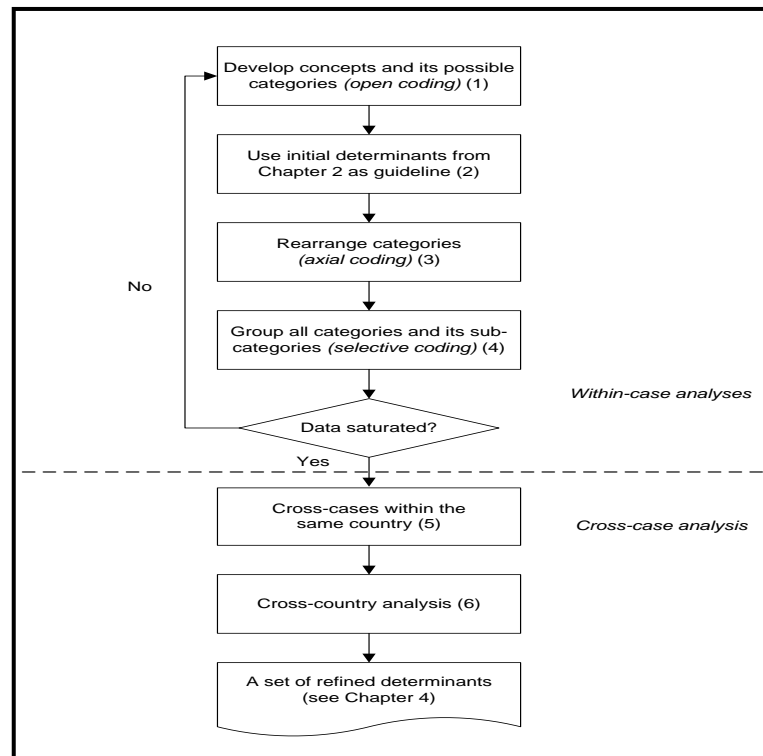 Develop concepts and its possible
categories (open coding) (1)
Use initial determinants from
Chapter 2 as guideline (2)
Rearrange categories
(axial coding) (3)
No
Group all categories and its sub-
categories (selective coding) (4)
Within-case analyses
Data saturated?
Yes
Cross-cases within the
same country (5)
Cross-case analysis
Cross-country analysis (6)
A set of refined determinants
(see Chapter 4)